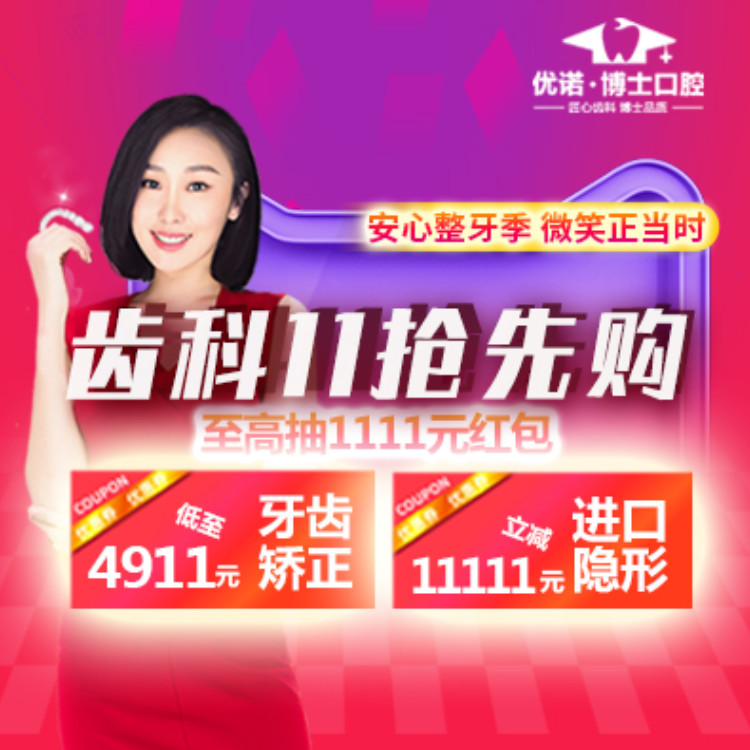 优诺·博士口腔
匠心齿科 博士品质
安心整牙季 微笑正当时
齿科11抢先购
至高抽1111元红包
COUPON
优惠券 优惠券
低至
4911元
牙齿
矫正
COUPON
优惠券 优惠券
立减
11111元
进口
隐形